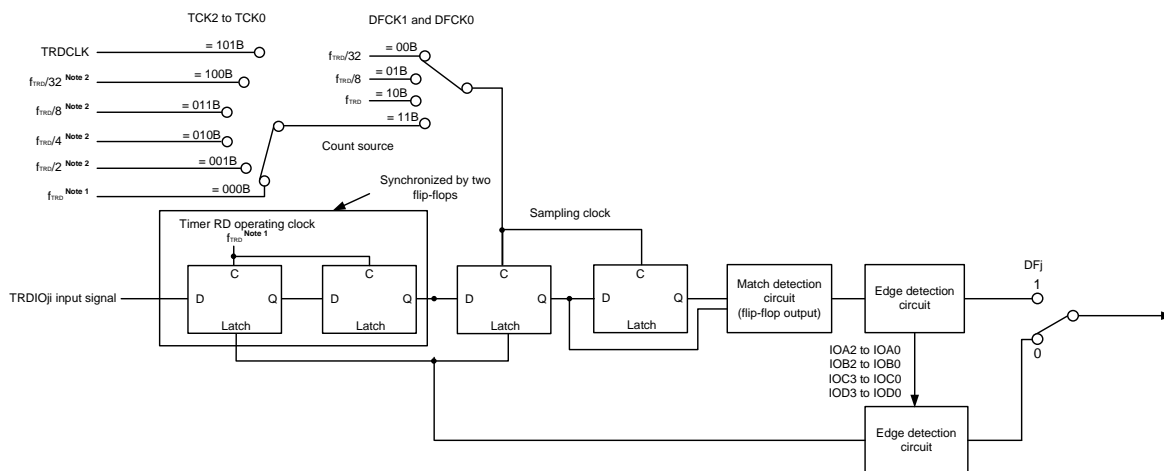 TCK2 to TCK0
DFCK1 and DFCK0
TRDCLK
= 101B
fTRD/32 Note 2
= 100B
fTRD/8 Note 2
= 011B
fTRD/4 Note 2
= 010B
fTRD/2 Note 2
= 001B
fTRD Note 1
= 000B
fTRD/32
= 00B
fTRD/8
= 01B
fTRD
= 10B
= 11B
Count source
Synchronized by two
flip-flops
Timer RD operating clock
fTRD Note 1
Sampling clock
TRDIOji input signal
C
D
Q
Latch
C
D
Q
Latch
C
D
Q
Latch
C
D
Q
Latch
Match detection
circuit
(flip-flop output)
Edge detection
circuit
DFj
1
0
IOA2 to IOA0
IOB2 to IOB0
IOC3 to IOC0
IOD3 to IOD0
Edge detection
circuit